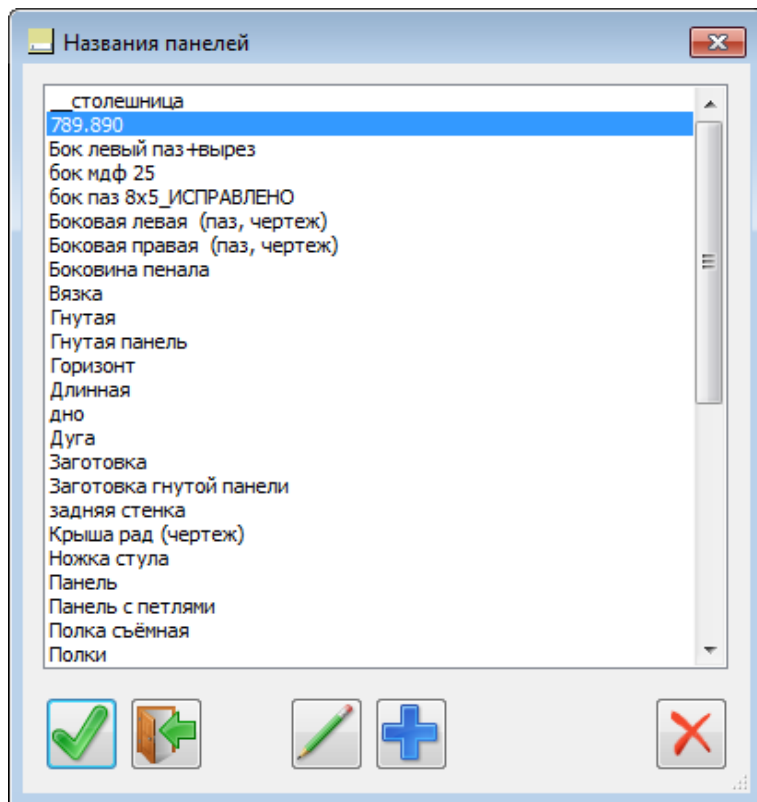 Названия панелей
__столешница
789.890
Бок левый паз+вырез
бок мдф 25
бок паз 8x5_ИСПРАВЛЕНО
Боковая левая  (паз, чертеж)
Боковая правая  (паз, чертеж)
Боковина пенала
Вязка
Гнутая
Гнутая панель
Горизонт
Длинная
дно
Дуга
Заготовка
Заготовка гнутой панели
задняя стенка
Крыша рад (чертеж)
Ножка стула
Панель
Панель с петлями
Полка съёмная
Полки